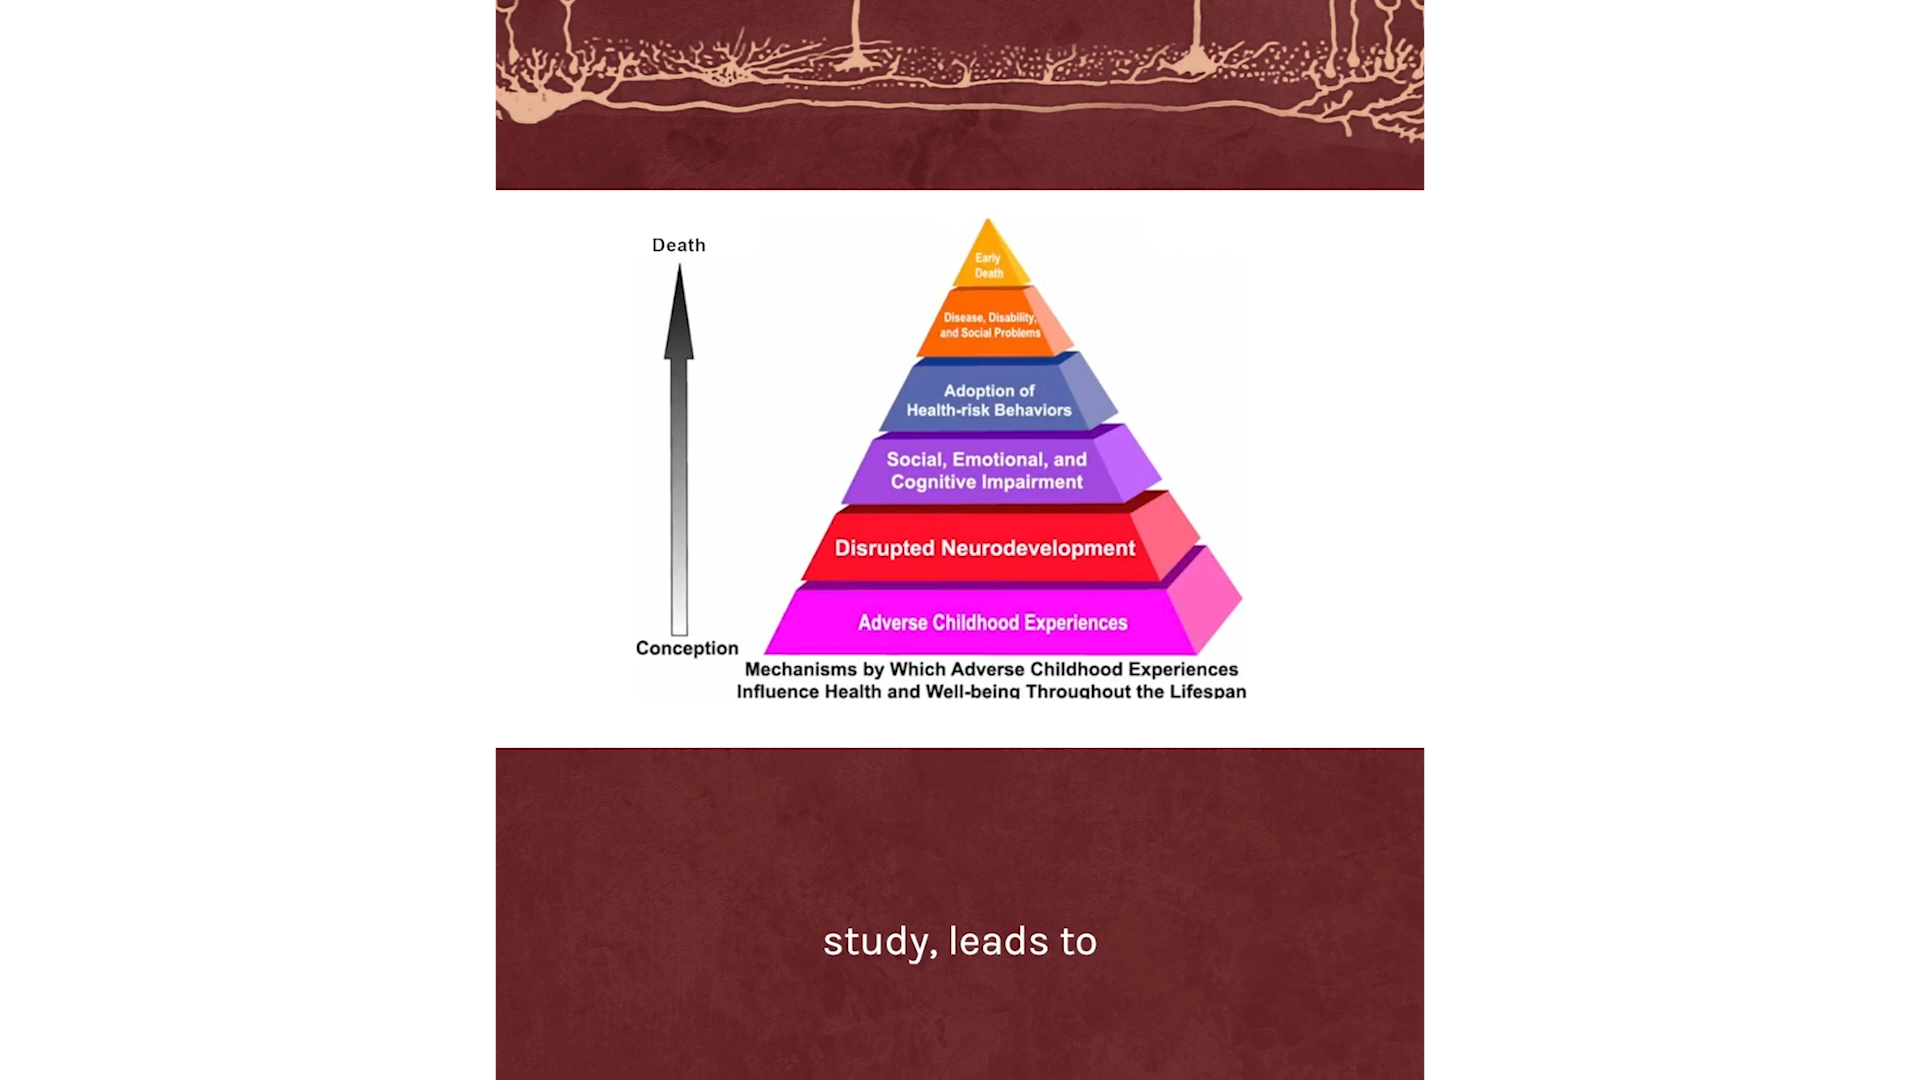 Death
Early
Death
Disease, Disability,
and Social Problems
Adoption of
Health-risk Behaviors
Social, Emotional, and
Cognitive Impairment
Disrupted Neurodevelopment
Adverse Childhood Experiences
Conception
Mechanisms by Which Adverse Childhood Experiences
Influence Health and Well-being Throughout the Lifespan
study, leads to